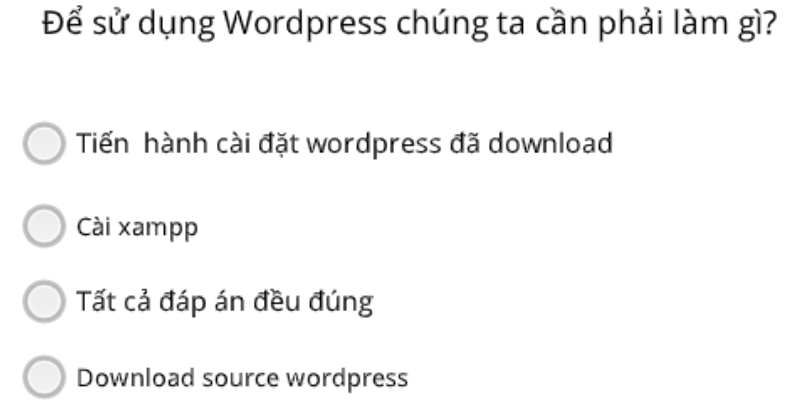 Để sử dụng Wordpress chúng ta cần phải làm gì?
Tiến hành cài đặt wordpress đã download
Cài xampp
Tất cả đáp án đều đúng
Download source wordpress